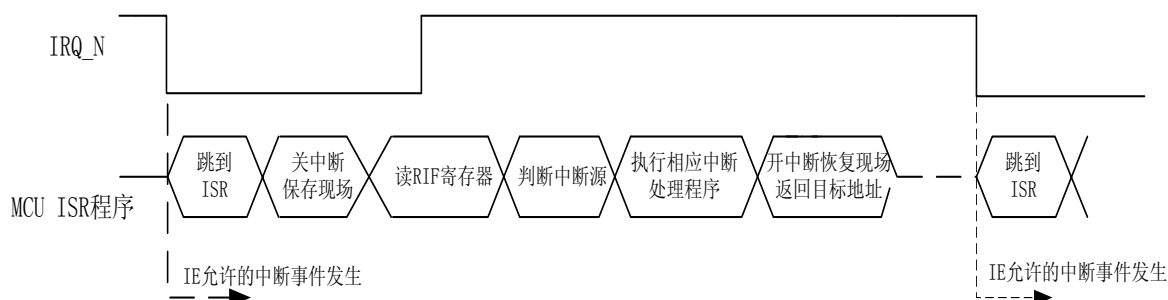 IRQ_N
MCU ISR程序
跳到
ISR
关中断
保存现场
读RIF寄存器
判断中断源
执行相应中断
处理程序
开中断恢复现场
返回目标地址
跳到
ISR
IE允许的中断事件发生
IE允许的中断事件发生